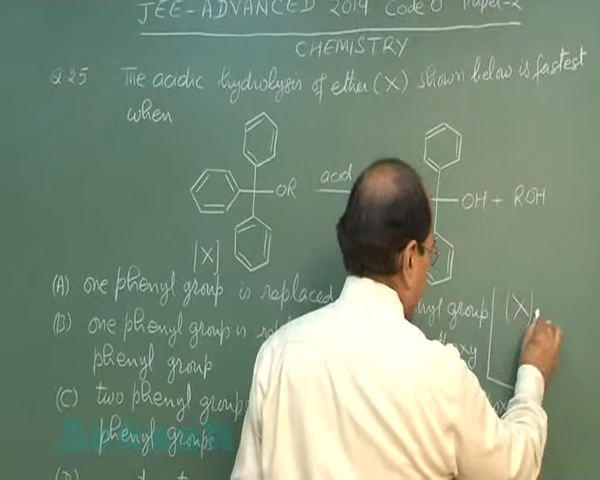 JEE-ADVANCED 2014 Code 0 Paper-2
CHEMISTRY
Q.25 The acidic hydrolysis of ether (X) shown below is fastest
when
OR acid OH + ROH
[X]
(A) one phenyl group is replaced phenyl group
(B) one phenyl group is
phenyl group
(C) two phenyl groups
phenyl groups
(D)
(X)